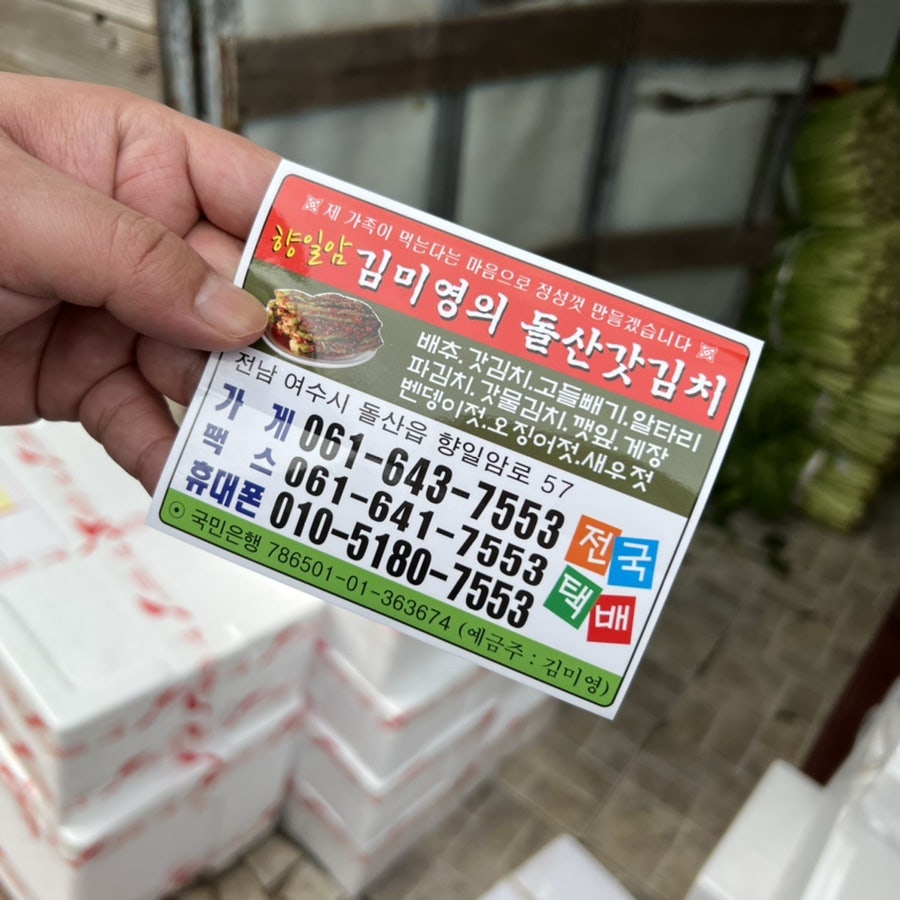 제 가족이 먹는다는 마음으로 정성껏 만들겠습니다
향일암 김미영의 돌산갓김치
배추. 갓김치.고들빼기.알타리
파김치.갓물김치.깻잎.게장
벤뎅이젓.오징어젓.새우젓
전남 여수시 돌산읍 향일암로 57
가 게 061-643-7553
팩 스 061-641-7553
휴대폰 010-5180-7553
전국
택배
국민은행 786501-01-363674 (예금주 : 김미영)